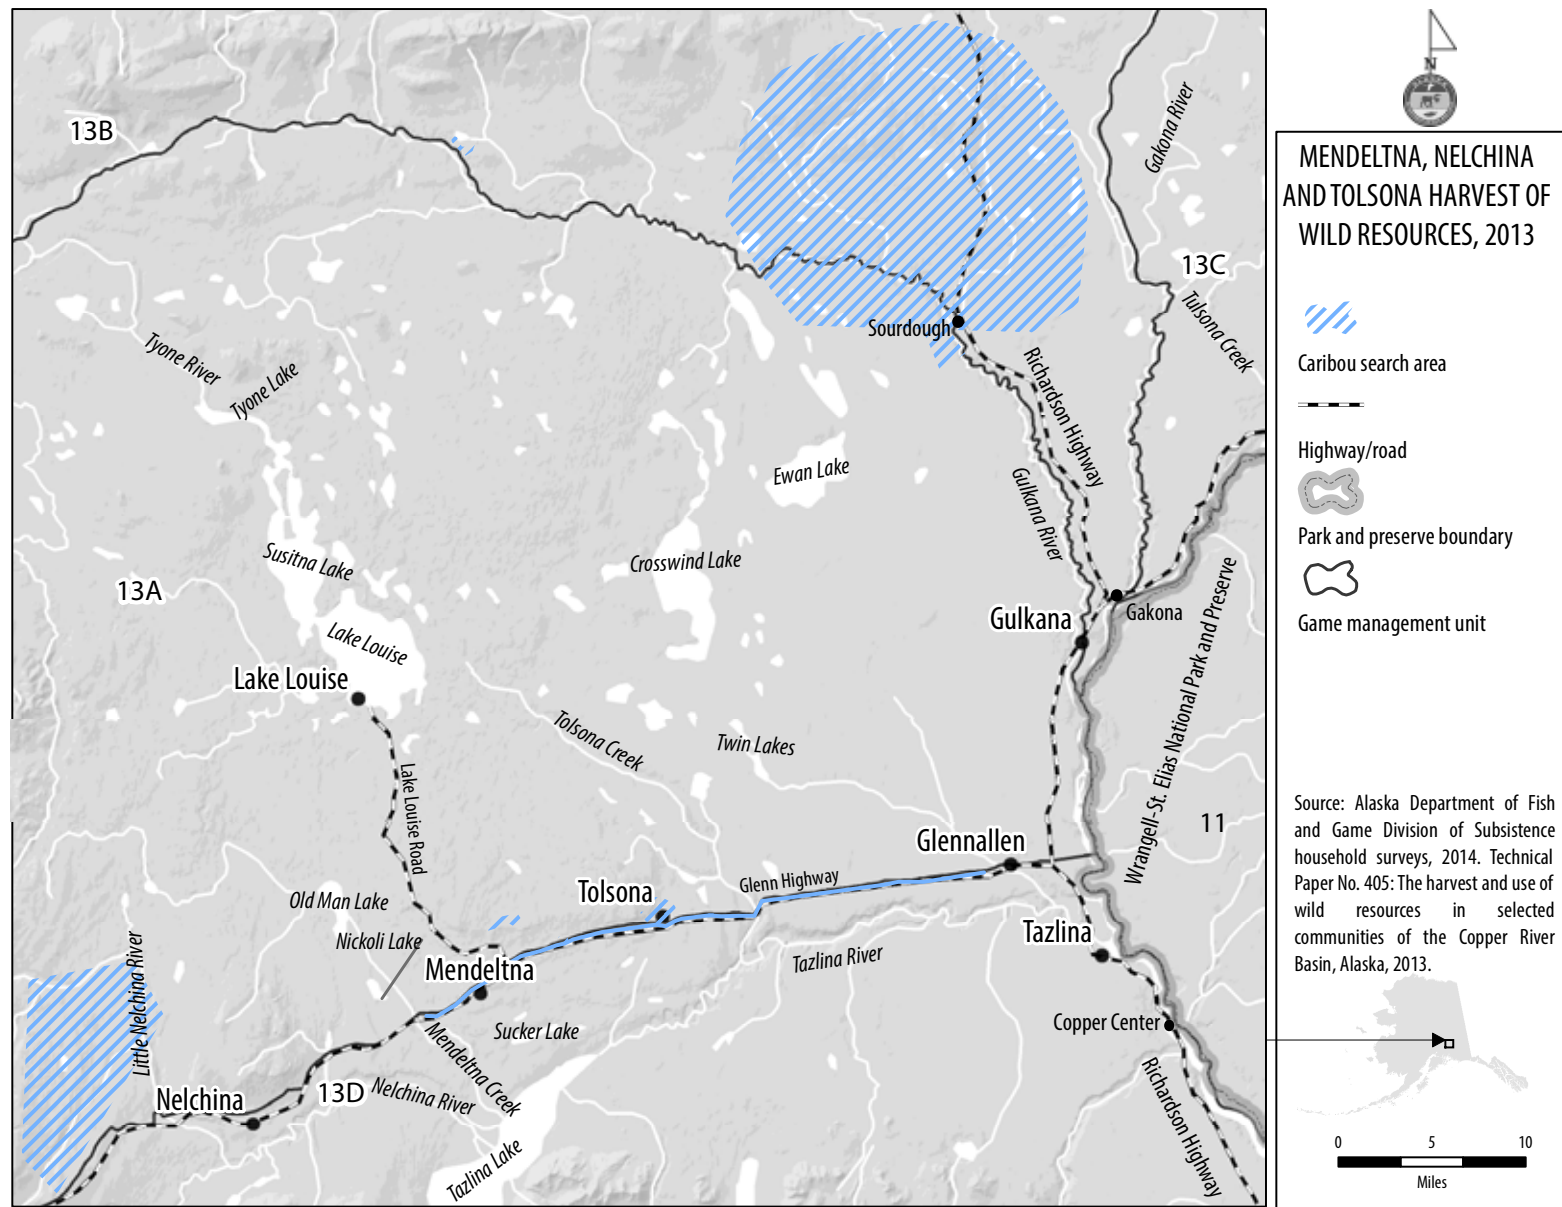 13B
Gakona River
13C
Tulsona Creek
Sourdough
Richardson Highway
Tyone River
Tyone Lake
Ewan Lake
Gulkana River
Susitna Lake
Crosswind Lake
13A
Lake Louise
Gulkana
Gakona
Wrangell-St. Elias National Park and Preserve
Lake Louise
Tolsona Creek
Twin Lakes
Lake Louise Road
11
Glennallen
Glenn Highway
Tolsona
Old Man Lake
Nickoli Lake
Mendeltna
Tazlina
Tazlina River
Little Nelchina River
Sucker Lake
Copper Center
Mendeltna Creek
Nelchina
13D
Nelchina River
Tazlina Lake
Richardson Highway
N
MENDELTNA, NELCHINA
AND TOLSONA HARVEST OF
WILD RESOURCES, 2013
Caribou search area
Highway/road
Park and preserve boundary
Game management unit
Source: Alaska Department of Fish
and Game Division of Subsistence
household surveys, 2014. Technical
Paper No. 405: The harvest and use of
wild resources in selected
communities of the Copper River
Basin, Alaska, 2013.
0 5 10
Miles